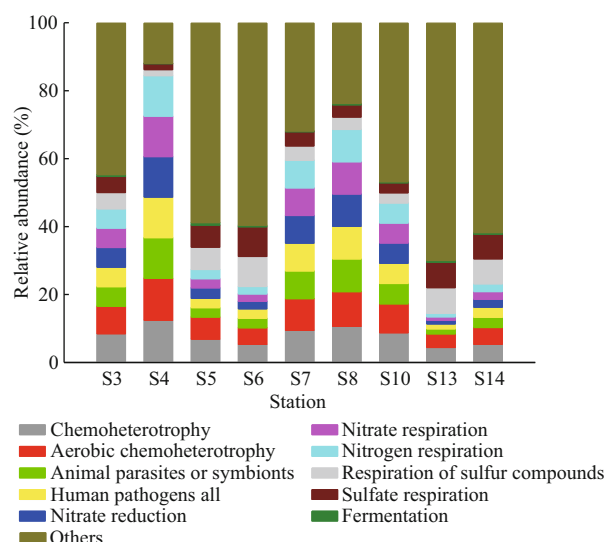 100
80
60
40
20
0
Relative abundance (%)
S3 S4 S5 S6 S7 S8 S10 S13 S14
Station
Chemoheterotrophy
Aerobic chemoheterotrophy
Animal parasites or symbionts
Human pathogens all
Nitrate reduction
Others
Nitrate respiration
Nitrogen respiration
Respiration of sulfur compounds
Sulfate respiration
Fermentation